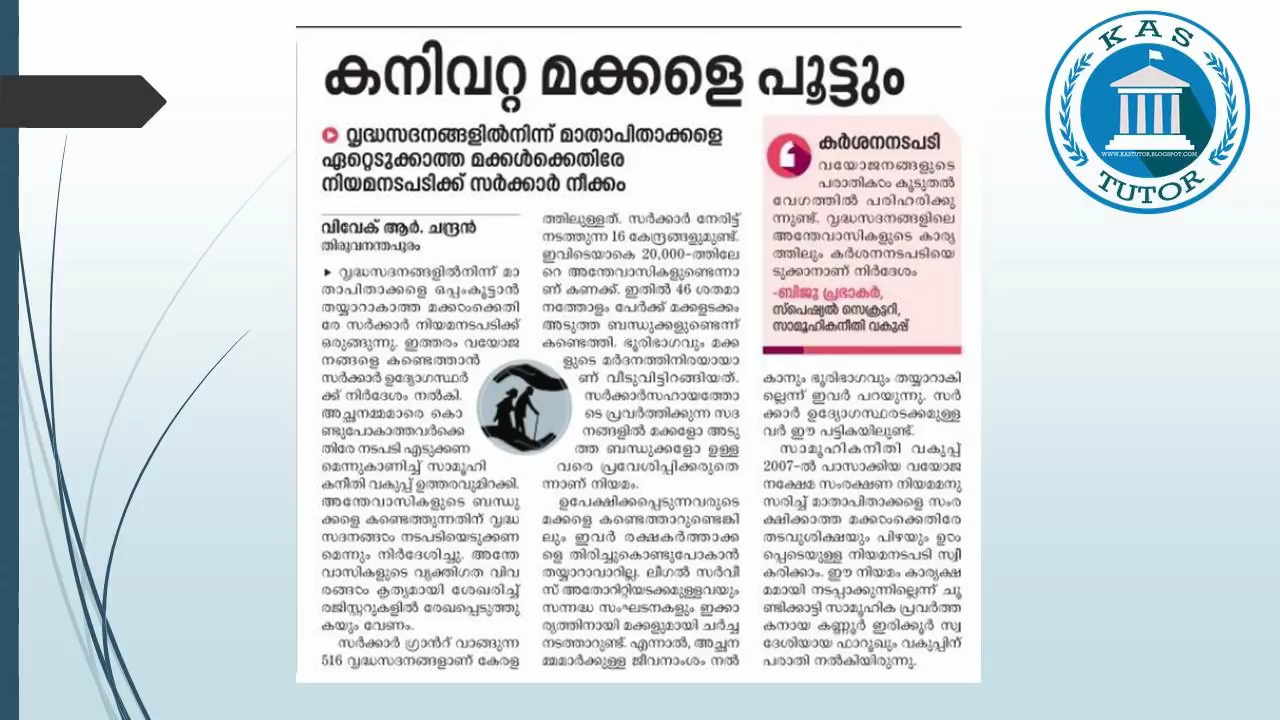 കനിവറ്റ മക്കളെ പൂട്ടും
വൃദ്ധസദനങ്ങളിൽനിന്ന് മാതാപിതാക്കളെ
ഏറ്റെടുക്കാത്ത മക്കൾക്കെതിരേ
നിയമനടപടിക്ക് സർക്കാർ നീക്കം
വിവേക് ആർ. ചന്ദ്രൻ
തിരുവനന്തപുരം
▸ വൃദ്ധസദനങ്ങളിൽനിന്ന് മാ
താപിതാക്കളെ ഒപ്പംകൂട്ടാൻ
തയ്യാറാകാത്ത മക്കൾക്കെതി
രേ സർക്കാർ നിയമനടപടിക്ക്
ഒരുങ്ങുന്നു. ഇത്തരം വയോജ
നങ്ങളെ കണ്ടെത്താൻ
സർക്കാർ ഉദ്യോഗസ്ഥർ
ക്ക് നിർദേശം നൽകി.
അച്ഛനമ്മമാരെ കൊ
ണ്ടുപോകാത്തവർക്കെ
തിരേ നടപടി എടുക്കണ
മെന്നുകാണിച്ച് സാമൂഹി
കനീതി വകുപ്പ് ഉത്തരവുമിറക്കി.
അന്തേവാസികളുടെ ബന്ധു
ക്കളെ കണ്ടെത്തുന്നതിന് വൃദ്ധ
സദനങ്ങൾ നടപടിയെടുക്കണ
മെന്നും നിർദേശിച്ചു. അന്തേ
വാസികളുടെ വ്യക്തിഗത വിവ
രങ്ങൾ കൃത്യമായി ശേഖരിച്ച്
രജിസ്റ്ററുകളിൽ രേഖപ്പെടുത്തു
കയും വേണം.
സർക്കാർ ഗ്രാൻറ് വാങ്ങുന്ന
516 വൃദ്ധസദനങ്ങളാണ് കേരള
ത്തിലുള്ളത്. സർക്കാർ നേരിട്ട്
നടത്തുന്ന 16 കേന്ദ്രങ്ങളുമുണ്ട്.
ഇവിടെയാകെ 20,000-ത്തിലേ
റെ അന്തേവാസികളുണ്ടെന്നാ
ണ് കണക്ക്. ഇതിൽ 46 ശതമാ
നത്തോളം പേർക്ക് മക്കളടക്കം
അടുത്ത ബന്ധുക്കളുണ്ടെന്ന്
കണ്ടെത്തി. ഭൂരിഭാഗവും മക്ക
ളുടെ മർദനത്തിനിരയായാ
ണ് വീടുവിട്ടിറങ്ങിയത്.
സർക്കാർസഹായത്തോ
ടെ പ്രവർത്തിക്കുന്ന സദ
നങ്ങളിൽ മക്കളോ അടു
ത്ത ബന്ധുക്കളോ ഉള്ള
വരെ പ്രവേശിപ്പിക്കരുതെ
ന്നാണ് നിയമം.
ഉപേക്ഷിക്കപ്പെടുന്നവരുടെ
മക്കളെ കണ്ടെത്താറുണ്ടെങ്കി
ലും ഇവർ രക്ഷകർത്താക്ക
ളെ തിരിച്ചുകൊണ്ടുപോകാൻ
തയ്യാറാവാറില്ല. ലീഗൽ സർവീ
സ് അതോറിറ്റിയടക്കമുള്ളവയും
സന്നദ്ധ സംഘടനകളും ഇക്കാ
ര്യത്തിനായി മക്കളുമായി ചർച്ച
നടത്താറുണ്ട്. എന്നാൽ, അച്ഛന
മ്മമാർക്കുള്ള ജീവനാംശം നൽ
കർശനനടപടി
വയോജനങ്ങളുടെ
പരാതികൾ കൂടുതൽ
വേഗത്തിൽ പരിഹരിക്കു
ന്നുണ്ട്. വൃദ്ധസദനങ്ങളിലെ
അന്തേവാസികളുടെ കാര്യ
ത്തിലും കർശനനടപടിയെ
ടുക്കാനാണ് നിർദേശം
-ബിജു പ്രഭാകർ,
സ്പെഷ്യൽ സെക്രട്ടറി,
സാമൂഹികനീതി വകുപ്പ്
കാനും ഭൂരിഭാഗവും തയ്യാറാകി
ല്ലെന്ന് ഇവർ പറയുന്നു. സർ
ക്കാർ ഉദ്യോഗസ്ഥരടക്കമുള്ള
വർ ഈ പട്ടികയിലുണ്ട്.
സാമൂഹികനീതി വകുപ്പ്
2007-ൽ പാസാക്കിയ വയോജ
നക്ഷേമ സംരക്ഷണ നിയമമനു
സരിച്ച് മാതാപിതാക്കളെ സംര
ക്ഷിക്കാത്ത മക്കൾക്കെതിരേ
തടവുശിക്ഷയും പിഴയും ഉൾ
പ്പെടെയുള്ള നിയമനടപടി സ്വീ
കരിക്കാം. ഈ നിയമം കാര്യക്ഷ
മമായി നടപ്പാക്കുന്നില്ലെന്ന് ചൂ
ണ്ടിക്കാട്ടി സാമൂഹിക പ്രവർത്ത
കനായ കണ്ണൂർ ഇരിക്കൂർ സ്വ
ദേശിയായ ഫാറൂഖും വകുപ്പിന്
പരാതി നൽകിയിരുന്നു.
KAS
WWW.KASTUTOR.BLOGSPOT.COM
TUTOR